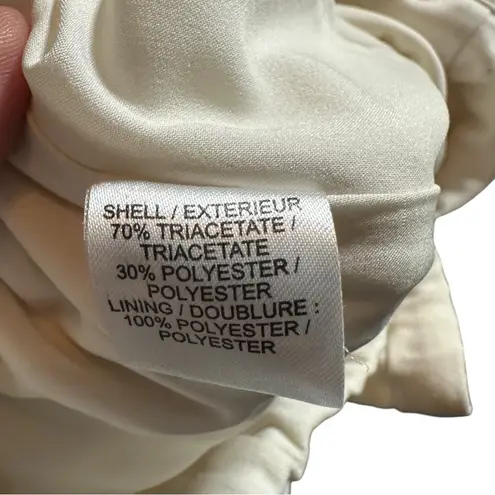 SHELL / EXTERIEUR
70% TRIACETATE /
TRIACETATE
30% POLYESTER /
POLYESTER
LINING / DOUBLURE :
100% POLYESTER /
POLYESTER